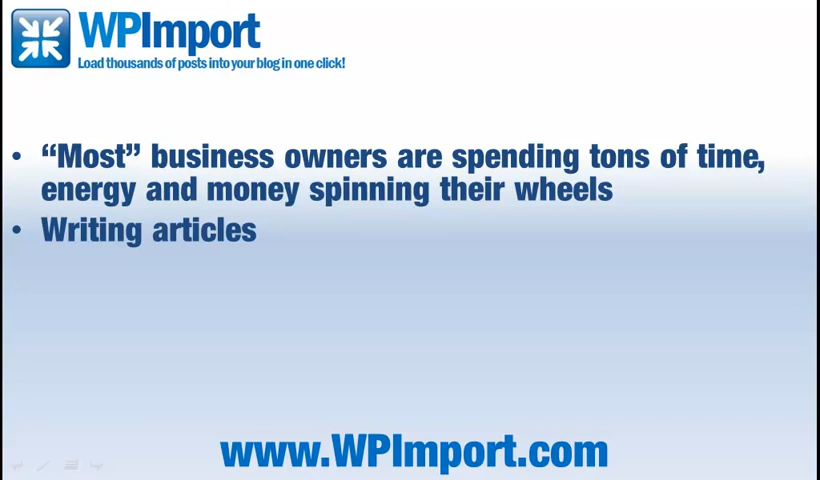 WPImport
Load thousands of posts into your blog in one click!
• “Most” business owners are spending tons of time,
energy and money spinning their wheels
• Writing articles
www.WPImport.com